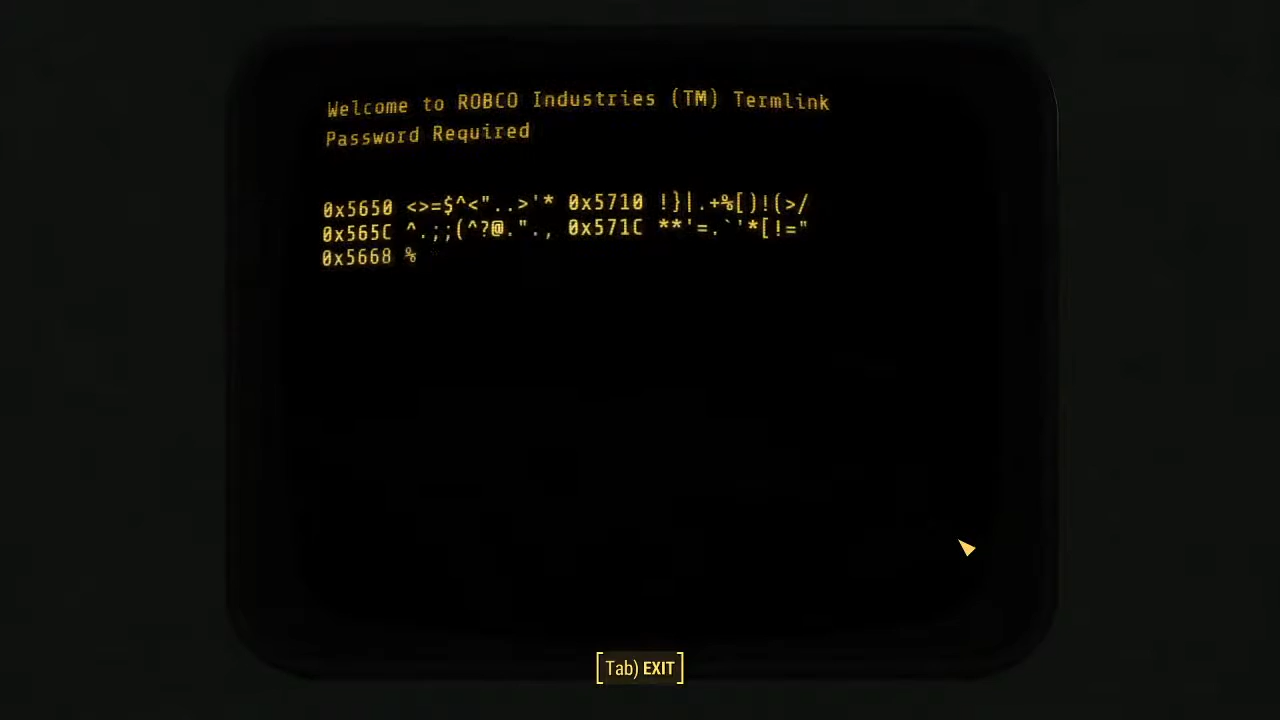 Welcome to ROBCO Industries (TM) Termlink
Password Required
0x5650 <>=$^<"..>'* 0x5710 !}|.+%[)!(>/
0x565C ^.;;(^?@."., 0x571C **'=.`'*[!="
0x5668 %
[Tab) EXIT]